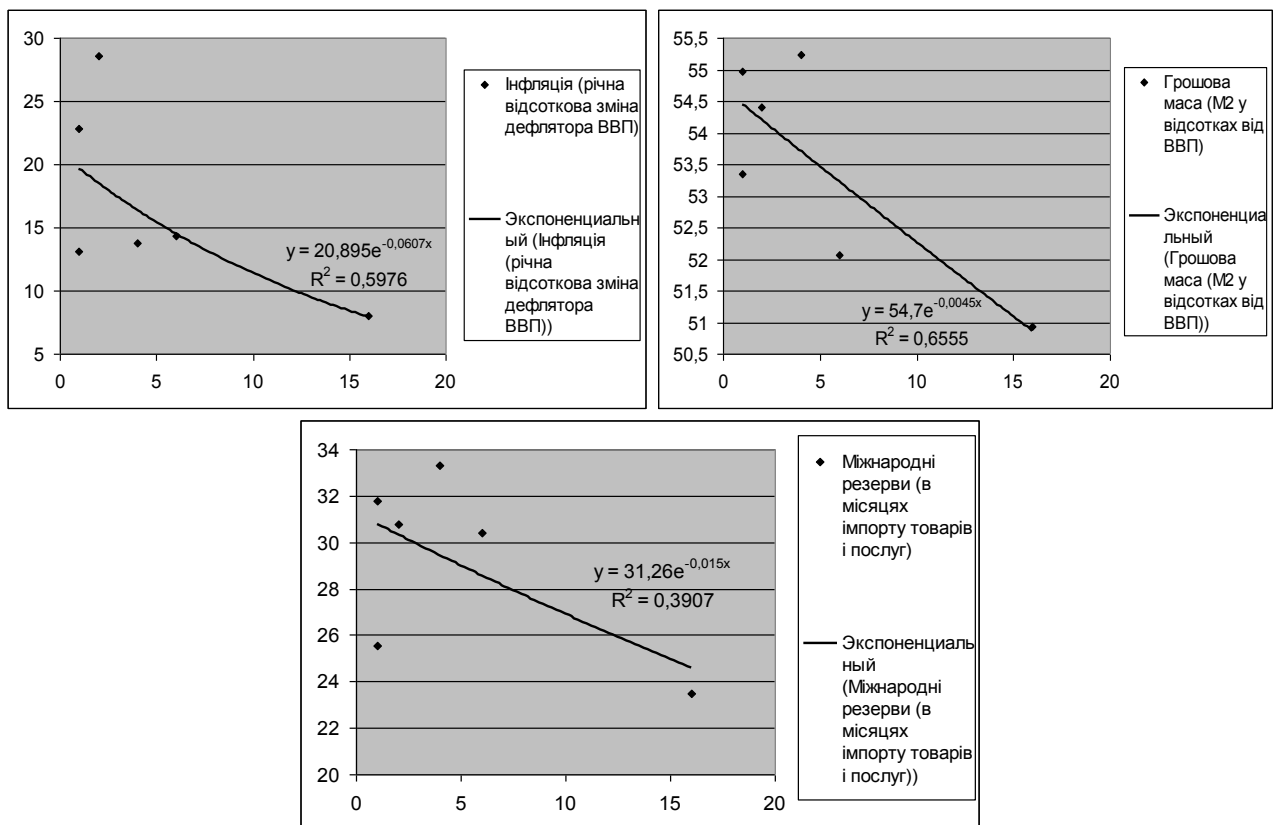 30
25
20
15
10
5
0
5
10
15
20
y = 20,895e-0,0607x
R2 = 0,5976
Інфляція (річна
відсоткова зміна
дефлятора ВВП)
Экспоненциальн
ый (Інфляція
(річна
відсоткова зміна
дефлятора
ВВП))
55,5
55
54,5
54
53,5
53
52,5
52
51,5
51
50,5
0
5
10
15
20
y = 54,7e-0,0045x
R2 = 0,6555
Грошова
маса (М2 у
відсотках від
ВВП)
Экспоненциа
льный
(Грошова
маса (М2 у
відсотках від
ВВП))
34
32
30
28
26
24
22
20
0
5
10
15
20
y = 31,26e-0,015x
R2 = 0,3907
Міжнародні
резерви (в
місяцях
імпорту товарів
і послуг)
Экспоненциаль
ный
(Міжнародні
резерви (в
місяцях
імпорту товарів
і послуг))